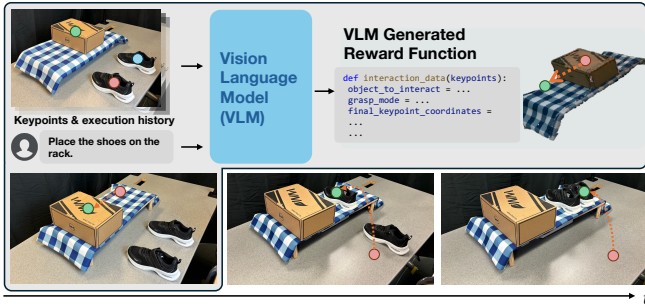 Keypoints & execution history
Place the shoes on the
rack.
Vision
Language
Model
(VLM)
VLM Generated
Reward Function
def interaction_data(keypoints):
object_to_interact = ...
grasp_mode = ...
final_keypoint_coordinates =
...
...